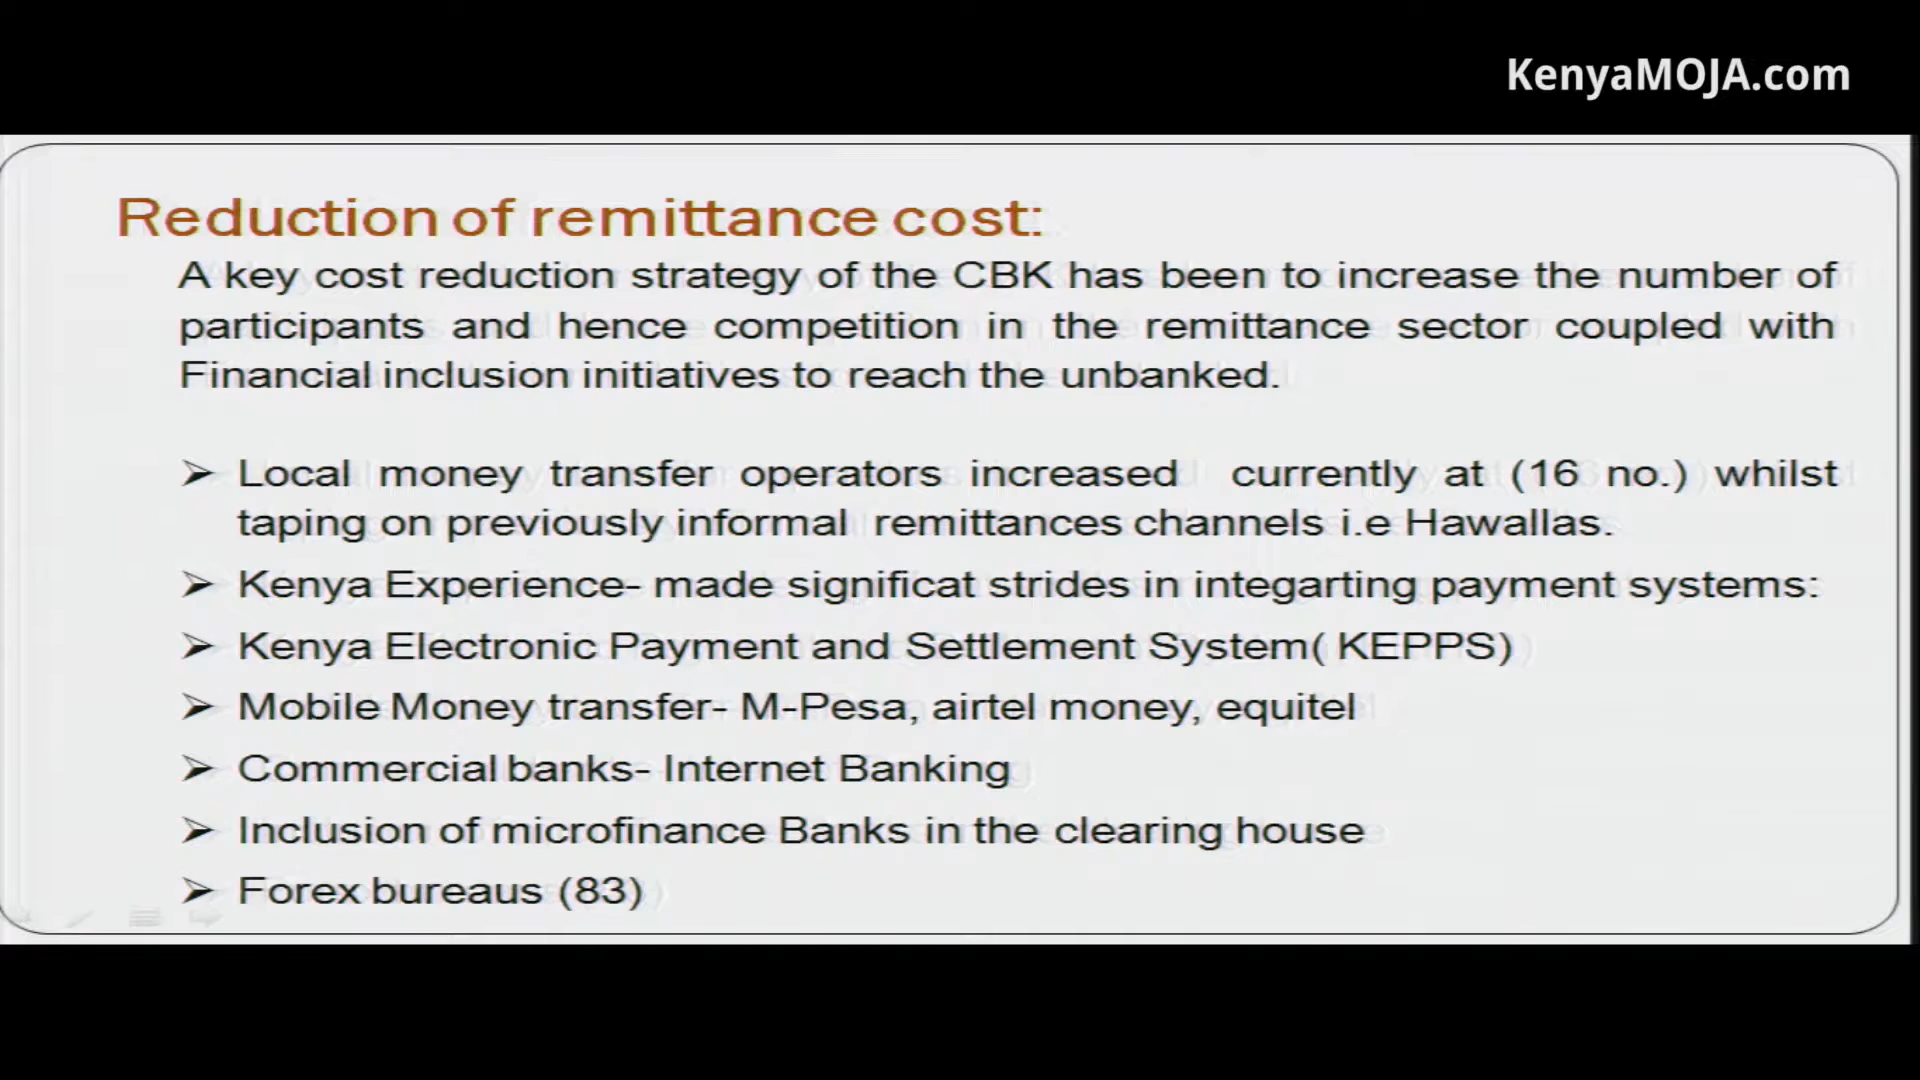 KenyaMOJA.com
Reduction of remittance cost:
A key cost reduction strategy of the CBK has been to increase the number of
participants and hence competition in the remittance sector coupled with
Financial inclusion initiatives to reach the unbanked.
➢ Local money transfer operators increased currently at (16 no.) whilst
taping on previously informal remittances channels i.e Hawallas.
➢ Kenya Experience- made significat strides in integarting payment systems:
➢ Kenya Electronic Payment and Settlement System( KEPPS)
➢ Mobile Money transfer- M-Pesa, airtel money, equitel
➢ Commercial banks- Internet Banking
➢ Inclusion of microfinance Banks in the clearing house
➢ Forex bureaus (83)